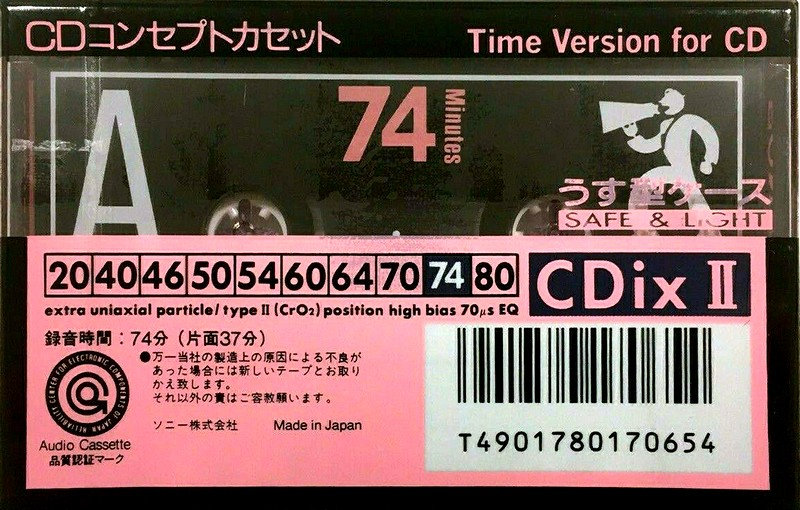 CDコンセプトカセット
Time Version for CD
A
74 Minutes
うす型ケース
SAFE & LIGHT
20 40 46 50 54 60 64 70 74 80
CDix II
extra uniaxial particle/type II (CrO₂) position high bias 70μs EQ
録音時間：74分（片面37分）
●万一当社の製造上の原因による不良が
あった場合には新しいテープとお取り
かえ致します。
それ以外の責はご容赦願います。
ソニー株式会社 Made in Japan
RELIABILITY CENTER FOR ELECTRONIC COMPONENTS OF JAPAN
Audio Cassette
品質認証マーク
T4901780170654